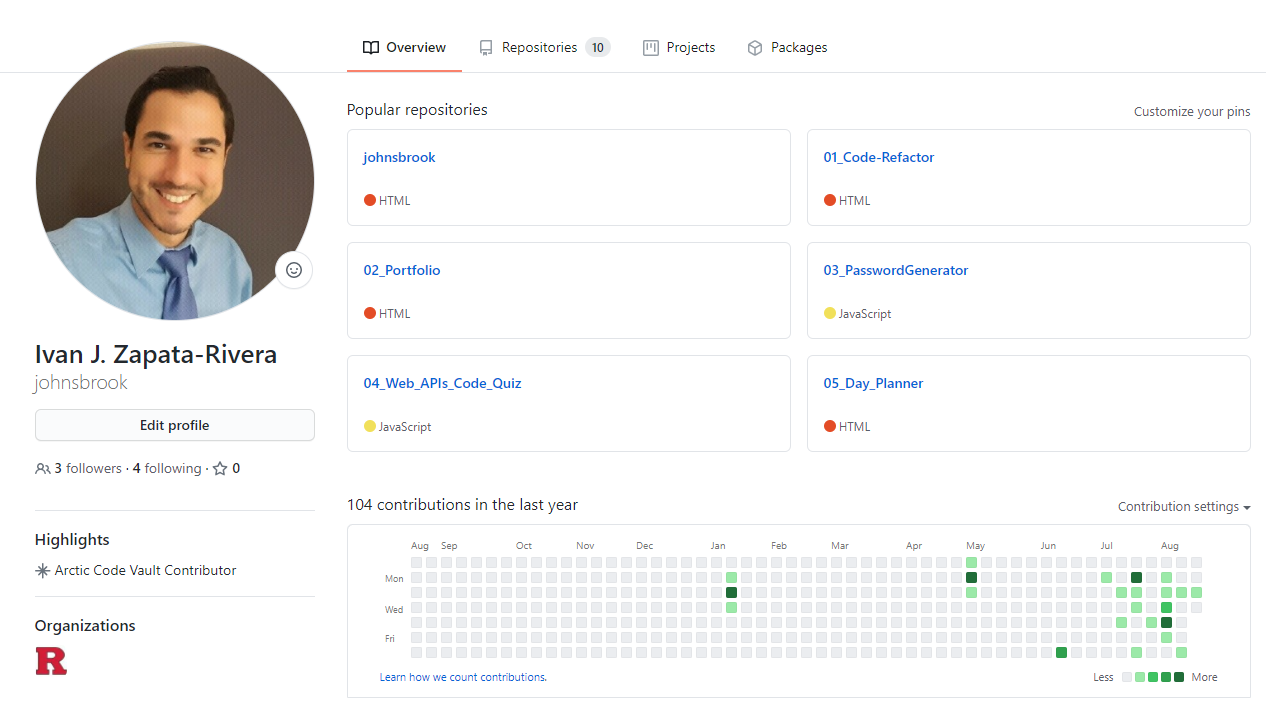 Overview Repositories 10 Projects Packages
Ivan J. Zapata-Rivera
johnsbrook
Edit profile
3 followers · 4 following · 0
Highlights
Arctic Code Vault Contributor
Organizations
R
Popular repositories Customize your pins
johnsbrook
HTML
01_Code-Refactor
HTML
02_Portfolio
HTML
03_PasswordGenerator
JavaScript
04_Web_APIs_Code_Quiz
JavaScript
05_Day_Planner
HTML
104 contributions in the last year Contribution settings
Aug Sep Oct Nov Dec Jan Feb Mar Apr May Jun Jul Aug
Mon
Wed
Fri
Learn how we count contributions. Less More